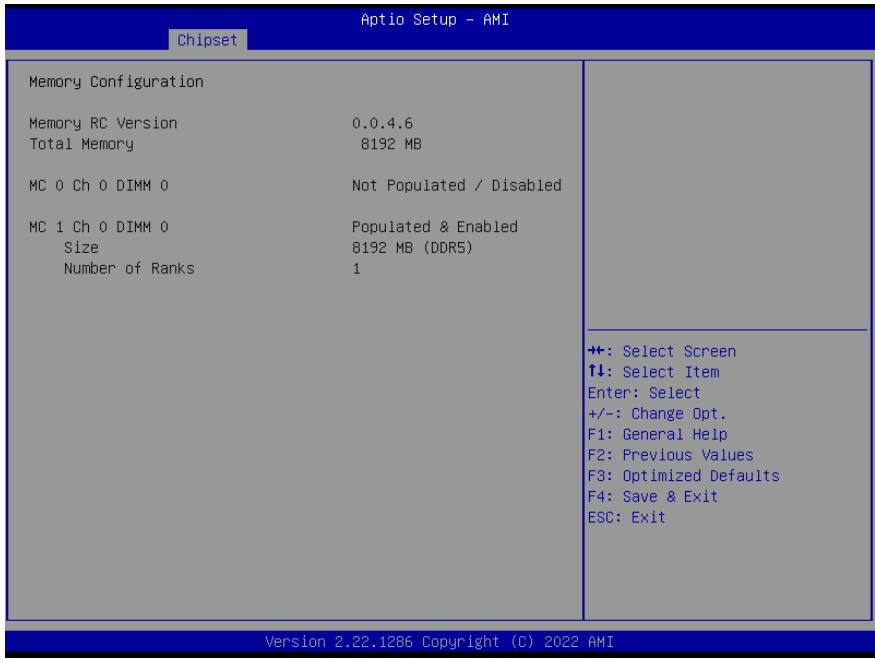 Aptio Setup – AMI
Chipset
Memory Configuration
Memory RC Version 0.0.4.6
Total Memory 8192 MB
MC 0 Ch 0 DIMM 0 Not Populated / Disabled
MC 1 Ch 0 DIMM 0 Populated & Enabled
Size 8192 MB (DDR5)
Number of Ranks 1
→←: Select Screen
↑↓: Select Item
Enter: Select
+/-: Change Opt.
F1: General Help
F2: Previous Values
F3: Optimized Defaults
F4: Save & Exit
ESC: Exit
Version 2.22.1286 Copyright (C) 2022 AMI